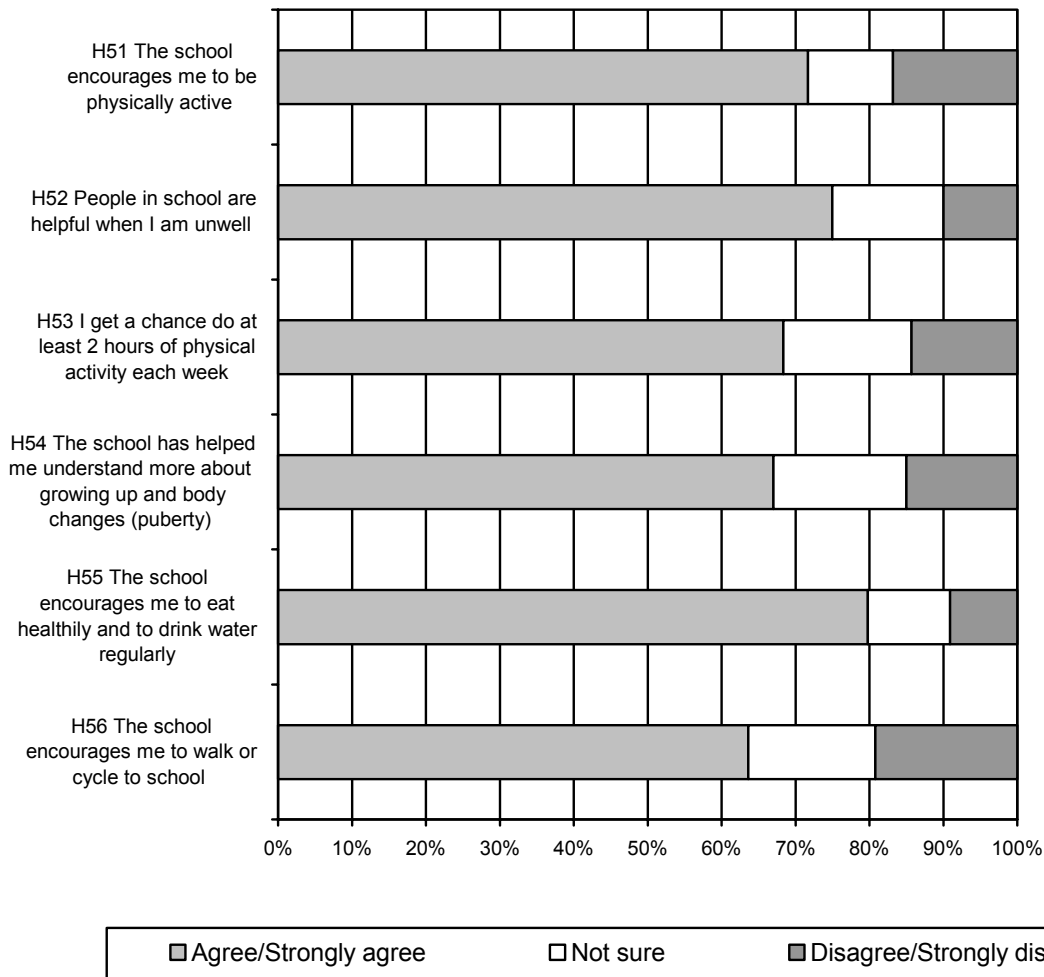 H51 The school
encourages me to be
physically active
H52 People in school are
helpful when I am unwell
H53 I get a chance do at
least 2 hours of physical
activity each week
H54 The school has helped
me understand more about
growing up and body
changes (puberty)
H55 The school
encourages me to eat
healthily and to drink water
regularly
H56 The school
encourages me to walk or
cycle to school
0% 10% 20% 30% 40% 50% 60% 70% 80% 90% 100%
Agree/Strongly agree Not sure Disagree/Strongly dis